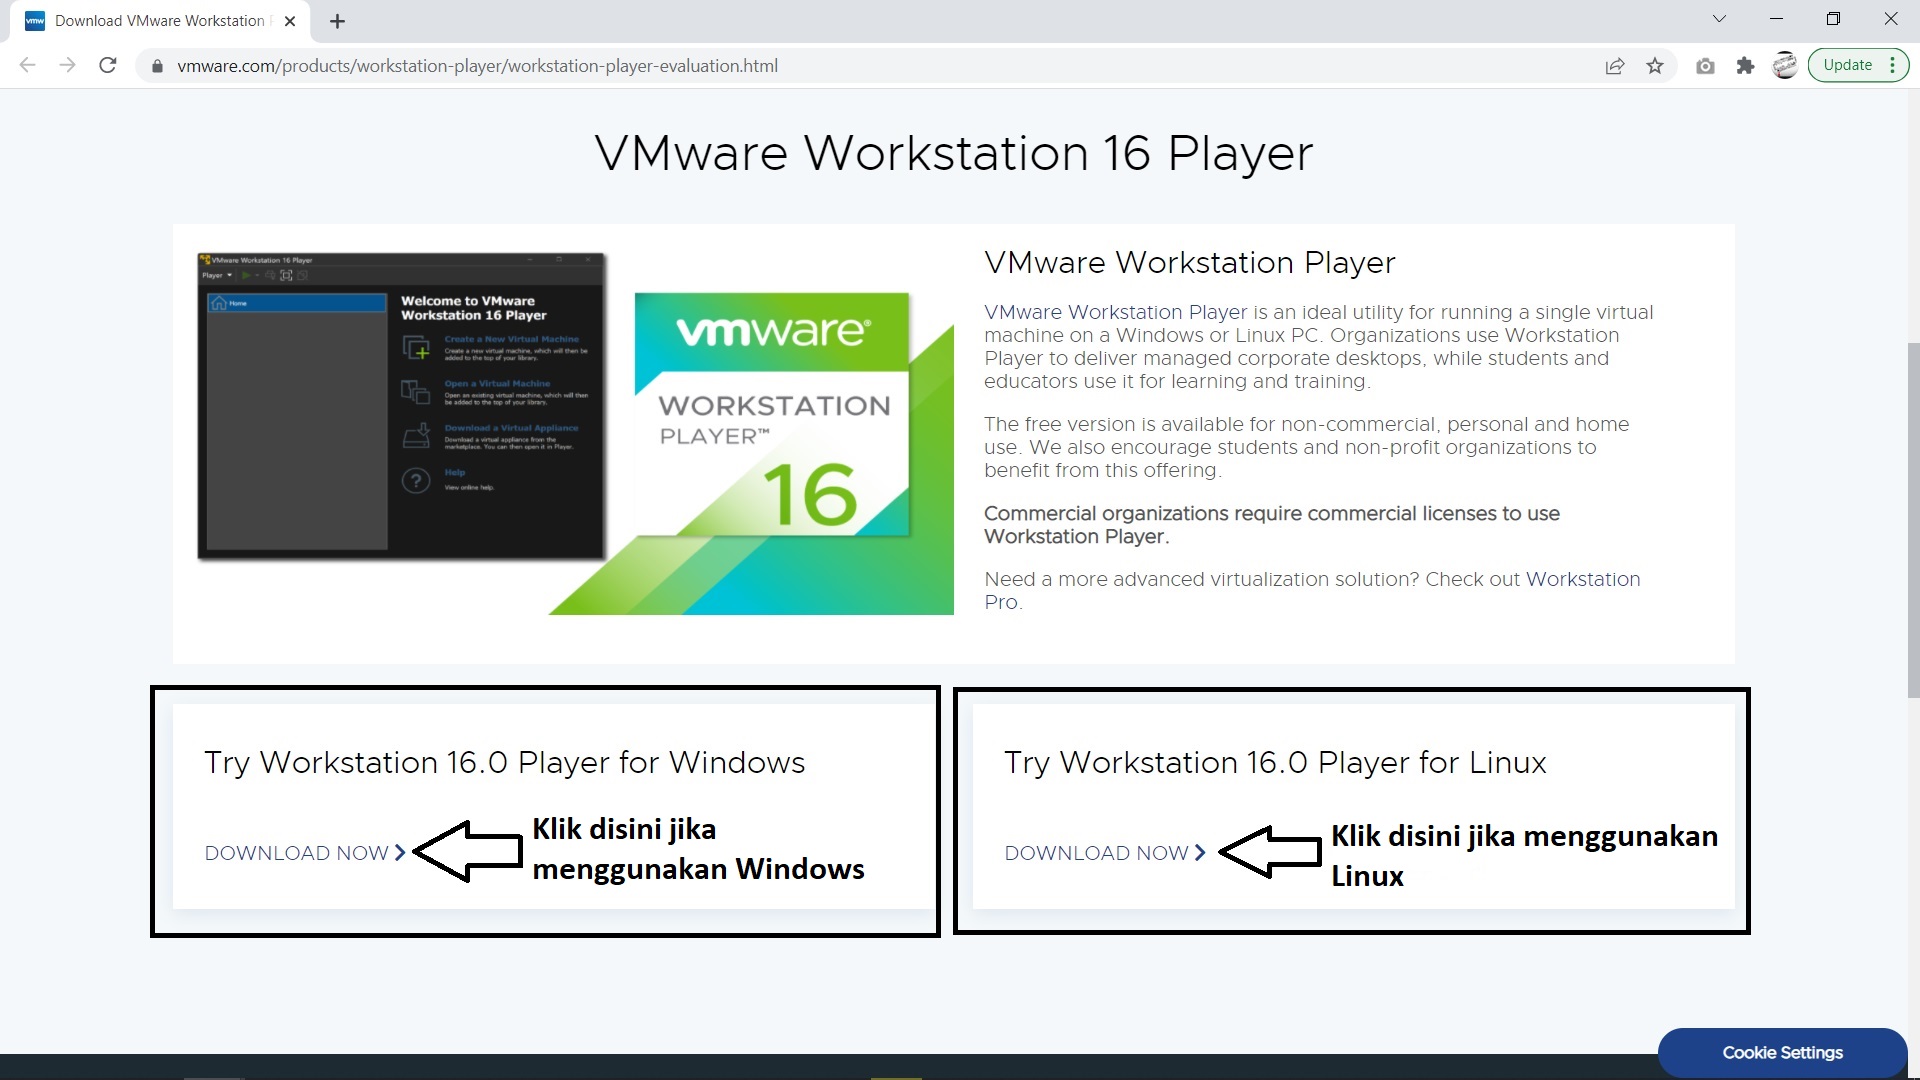 vmw
Download VMware Workstation P
vmware.com/products/workstation-player/workstation-player-evaluation.html
Update
VMware Workstation 16 Player
VMware Workstation 16 Player
Player
Home
Welcome to VMware
Workstation 16 Player
Create a New Virtual Machine
Create a new virtual machine, which will then be
added to the top of your library.
Open a Virtual Machine
Open an existing virtual machine, which will then
be added to the top of your library.
Download a Virtual Appliance
Download a virtual appliance from the
marketplace. You can then open it in Player.
Help
View online help.
vmware®
WORKSTATION
PLAYER™
16
VMware Workstation Player
VMware Workstation Player is an ideal utility for running a single virtual
machine on a Windows or Linux PC. Organizations use Workstation
Player to deliver managed corporate desktops, while students and
educators use it for learning and training.
The free version is available for non-commercial, personal and home
use. We also encourage students and non-profit organizations to
benefit from this offering.
Commercial organizations require commercial licenses to use
Workstation Player.
Need a more advanced virtualization solution? Check out Workstation
Pro.
Try Workstation 16.0 Player for Windows
DOWNLOAD NOW
Klik disini jika
menggunakan Windows
Try Workstation 16.0 Player for Linux
DOWNLOAD NOW
Klik disini jika menggunakan
Linux
Cookie Settings